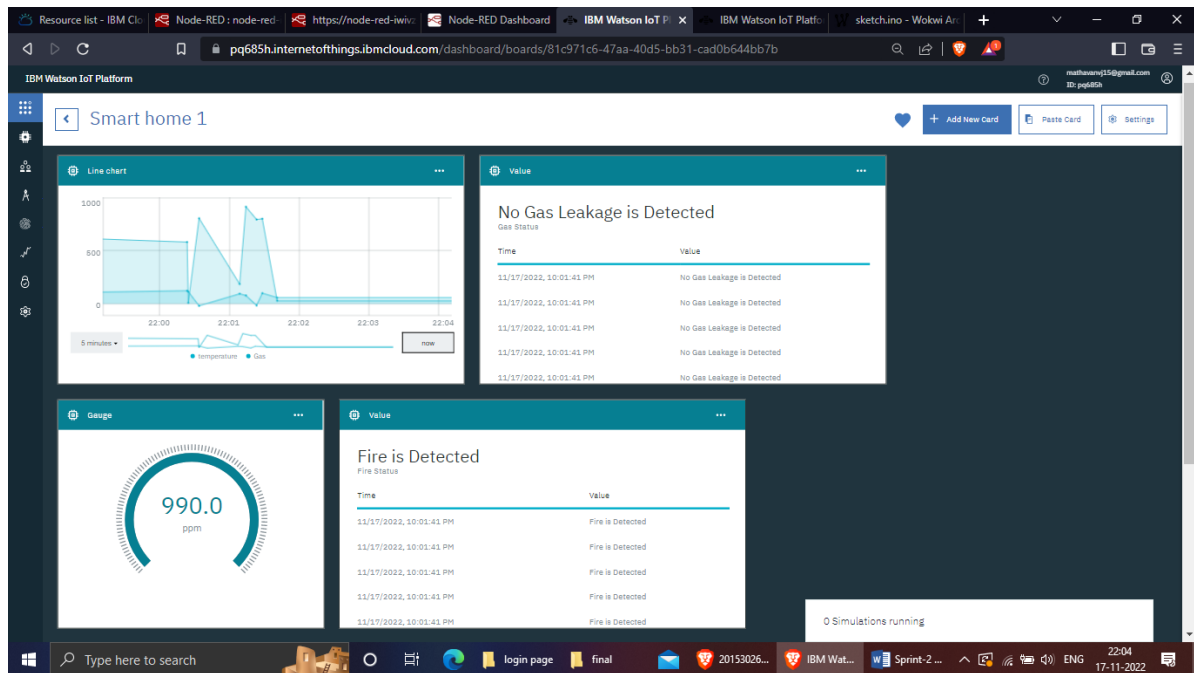 Resource list - IBM Clo
Node-RED : node-red-
https://node-red-iwivz
Node-RED Dashboard
IBM Watson IoT Pl
IBM Watson IoT Platfo
sketch.ino - Wokwi Ard
pq685h.internetofthings.ibmcloud.com/dashboard/boards/81c971c6-47aa-40d5-bb31-cad0b644bb7b
IBM Watson IoT Platform
mathavanvj15@gmail.com
ID: pq685h
Smart home 1
Add New Card
Paste Card
Settings
Line chart
1000
500
0
22:00 22:01 22:02 22:03 22:04
5 minutes
now
temperature Gas
Value
No Gas Leakage is Detected
Gas Status
Time Value
11/17/2022, 10:01:41 PM No Gas Leakage is Detected
11/17/2022, 10:01:41 PM No Gas Leakage is Detected
11/17/2022, 10:01:41 PM No Gas Leakage is Detected
11/17/2022, 10:01:41 PM No Gas Leakage is Detected
11/17/2022, 10:01:41 PM No Gas Leakage is Detected
Gauge
990.0
ppm
Value
Fire is Detected
Fire Status
Time Value
11/17/2022, 10:01:41 PM Fire is Detected
11/17/2022, 10:01:41 PM Fire is Detected
11/17/2022, 10:01:41 PM Fire is Detected
11/17/2022, 10:01:41 PM Fire is Detected
11/17/2022, 10:01:41 PM Fire is Detected
0 Simulations running
Type here to search
login page
final
20153026...
IBM Wat...
Sprint-2 ...
ENG
22:04
17-11-2022